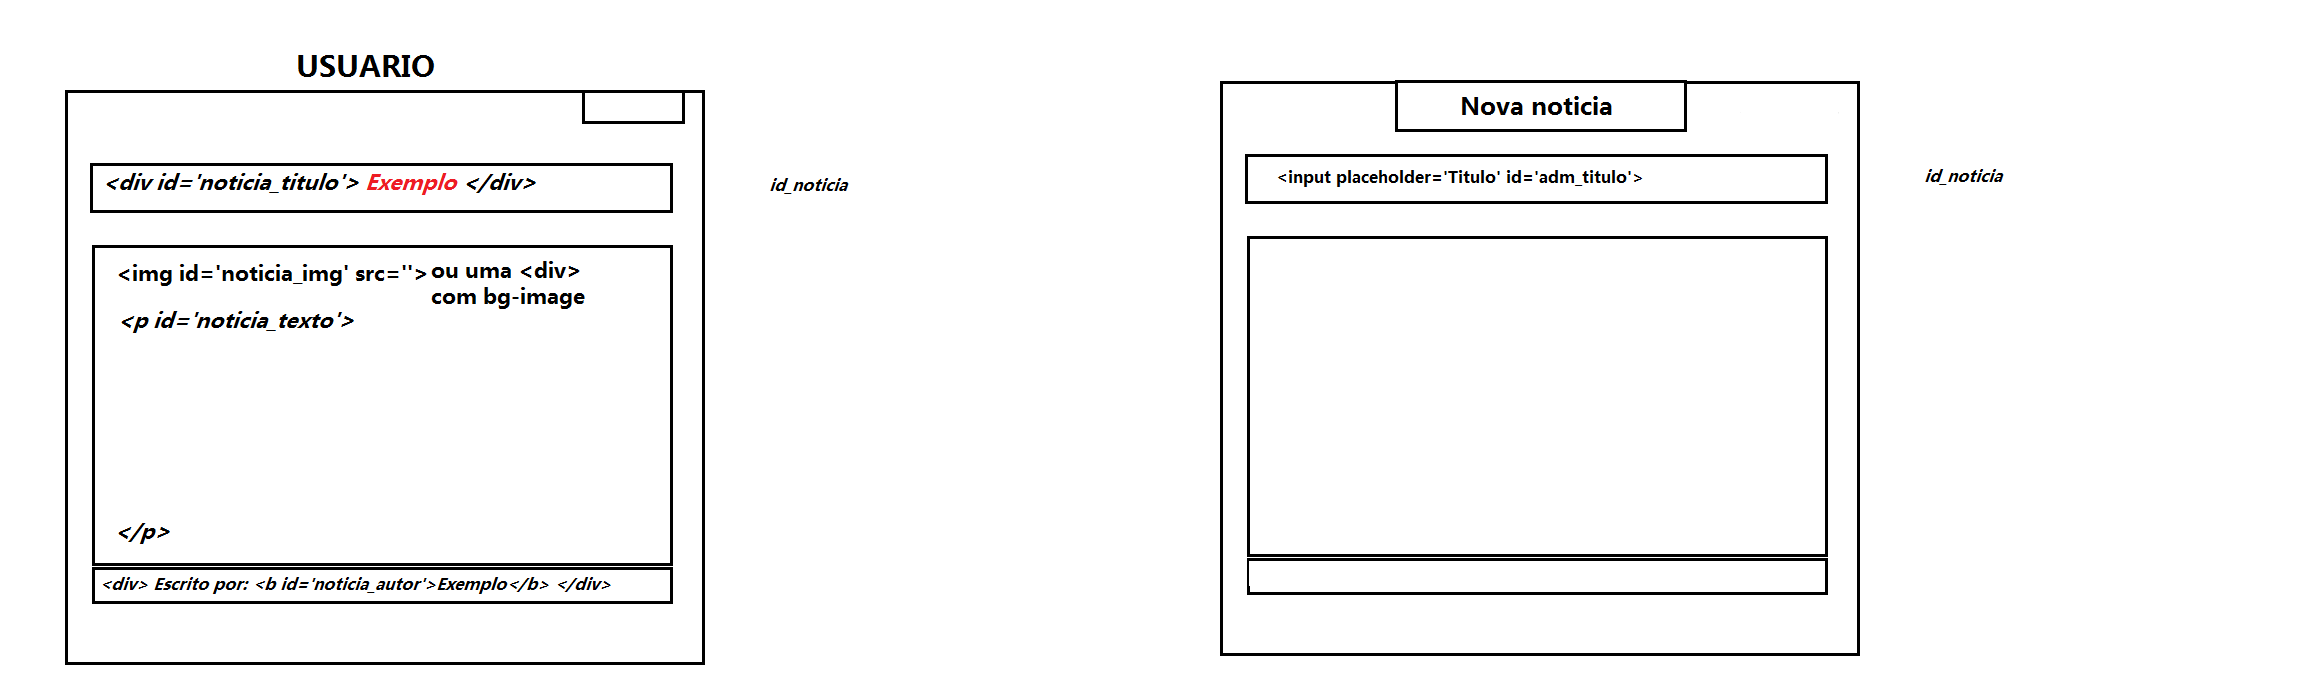 USUARIO
<div id='noticia_titulo'> Exemplo </div>
id_noticia
<img id='noticia_img' src=''> ou uma <div>
com bg-image
<p id='noticia_texto'>
</p>
<div> Escrito por: <b id='noticia_autor'>Exemplo</b> </div>
Nova noticia
<input placeholder='Titulo' id='adm_titulo'>
id_noticia